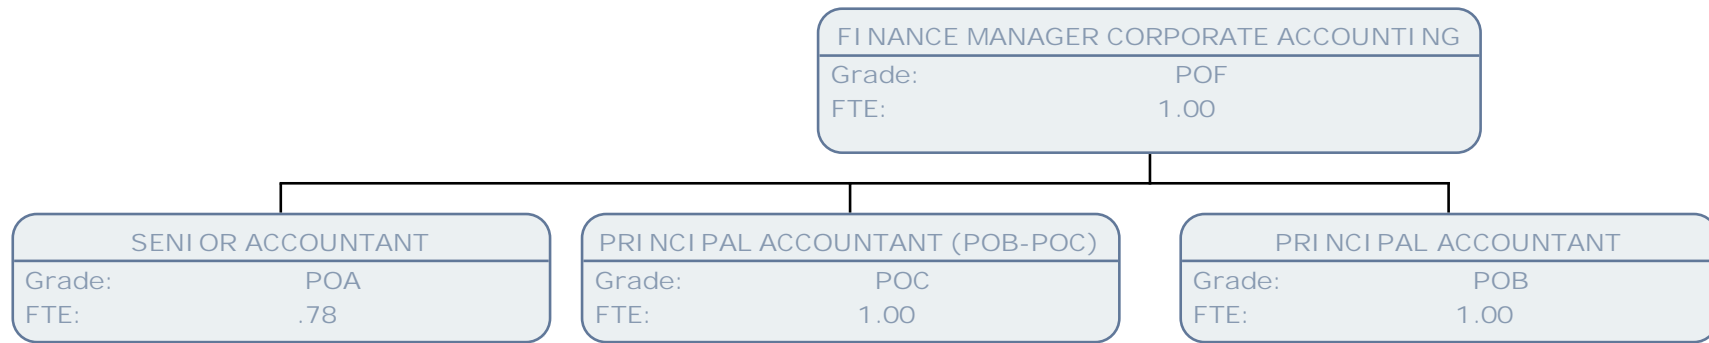 FINANCE MANAGER CORPORATE ACCOUNTING
Grade: POF
FTE: 1.00
SENIOR ACCOUNTANT
Grade: POA
FTE: .78
PRINCIPAL ACCOUNTANT (POB-POC)
Grade: POC
FTE: 1.00
PRINCIPAL ACCOUNTANT
Grade: POB
FTE: 1.00